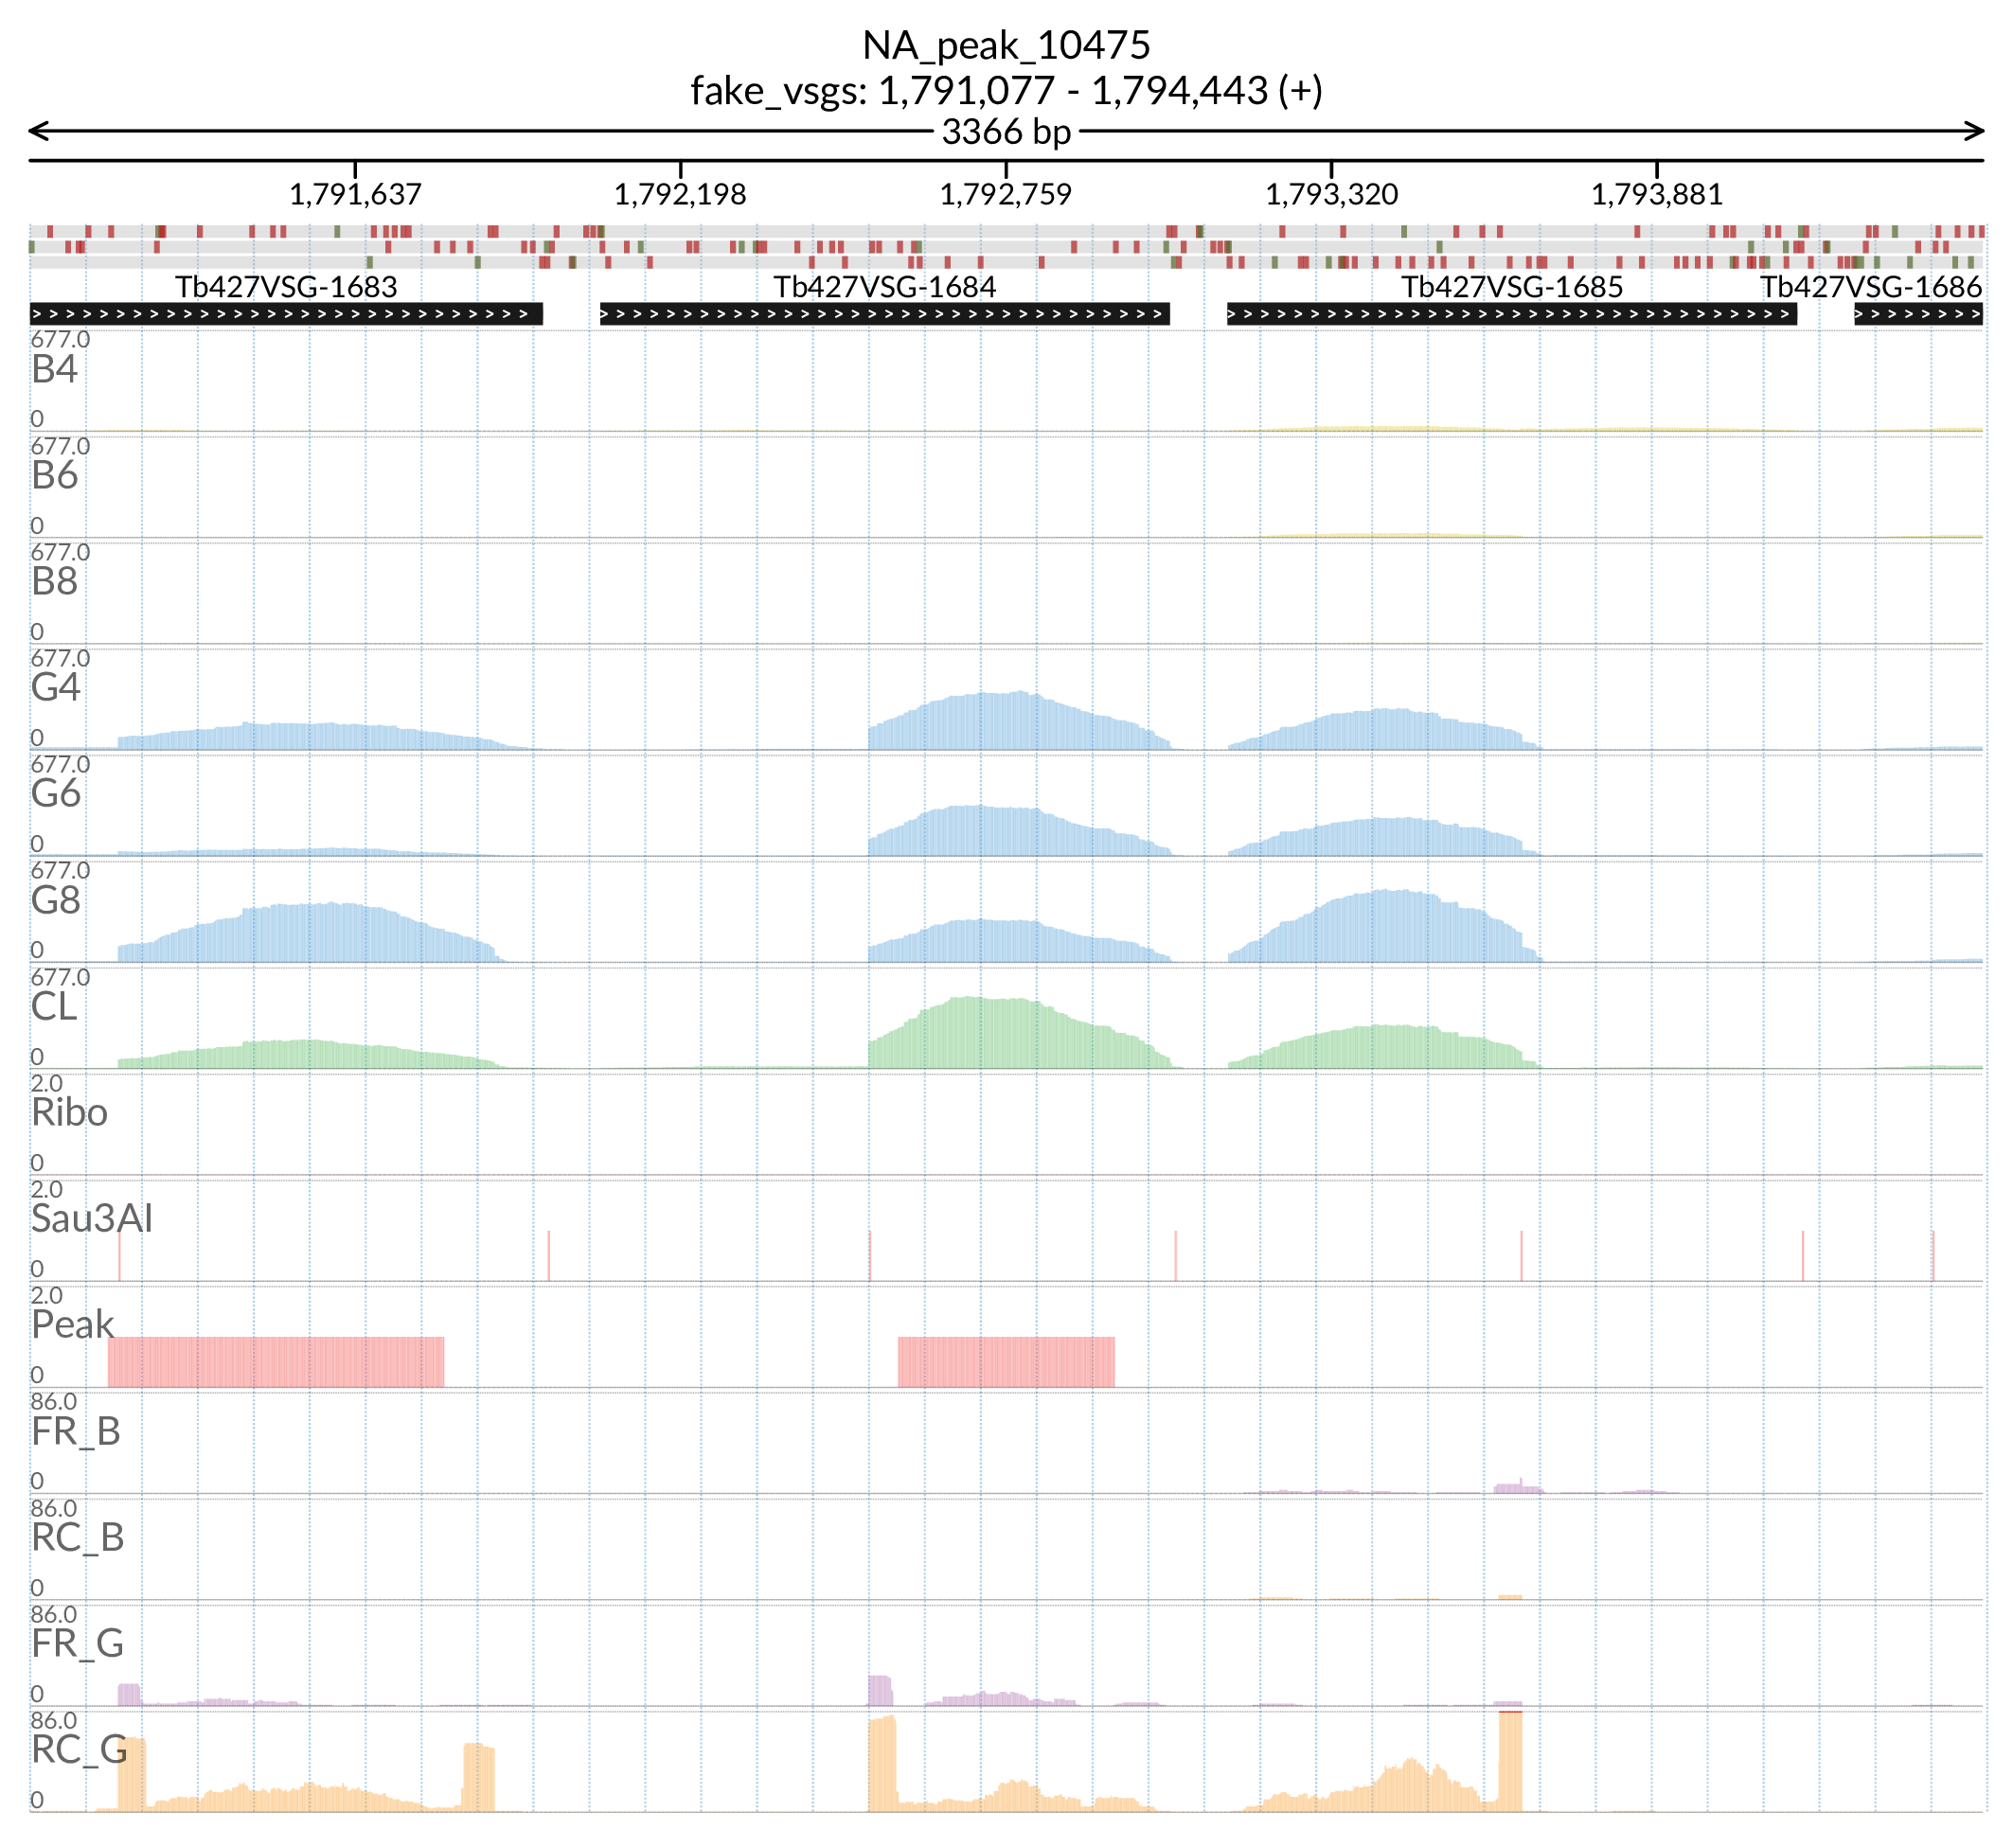 NA_peak_10475
fake_vsgs: 1,791,077 - 1,794,443 (+)
3366 bp
1,791,637 1,792,198 1,792,759 1,793,320 1,793,881
Tb427VSG-1683 Tb427VSG-1684 Tb427VSG-1685 Tb427VSG-1686
677.0
B4
0
677.0
B6
0
677.0
B8
0
677.0
G4
0
677.0
G6
0
677.0
G8
0
677.0
CL
0
2.0
Ribo
0
2.0
Sau3AI
0
2.0
Peak
0
86.0
FR_B
0
86.0
RC_B
0
86.0
FR_G
0
86.0
RC_G
0